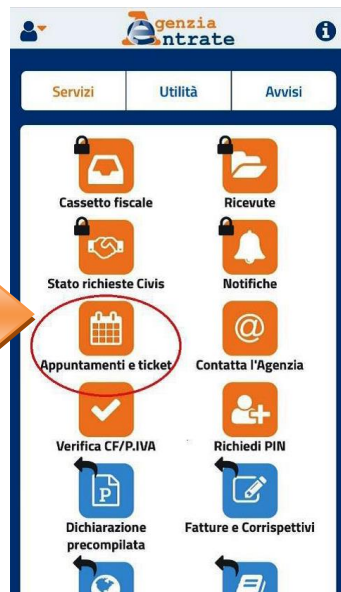 Agenzia
Entrate
Servizi Utilità Avvisi
Cassetto fiscale Ricevute
Stato richieste Civis Notifiche
@
Appuntamenti e ticket Contatta l'Agenzia
Verifica CF/P.IVA Richiedi PIN
P
Dichiarazione Fatture e Corrispettivi
precompilata